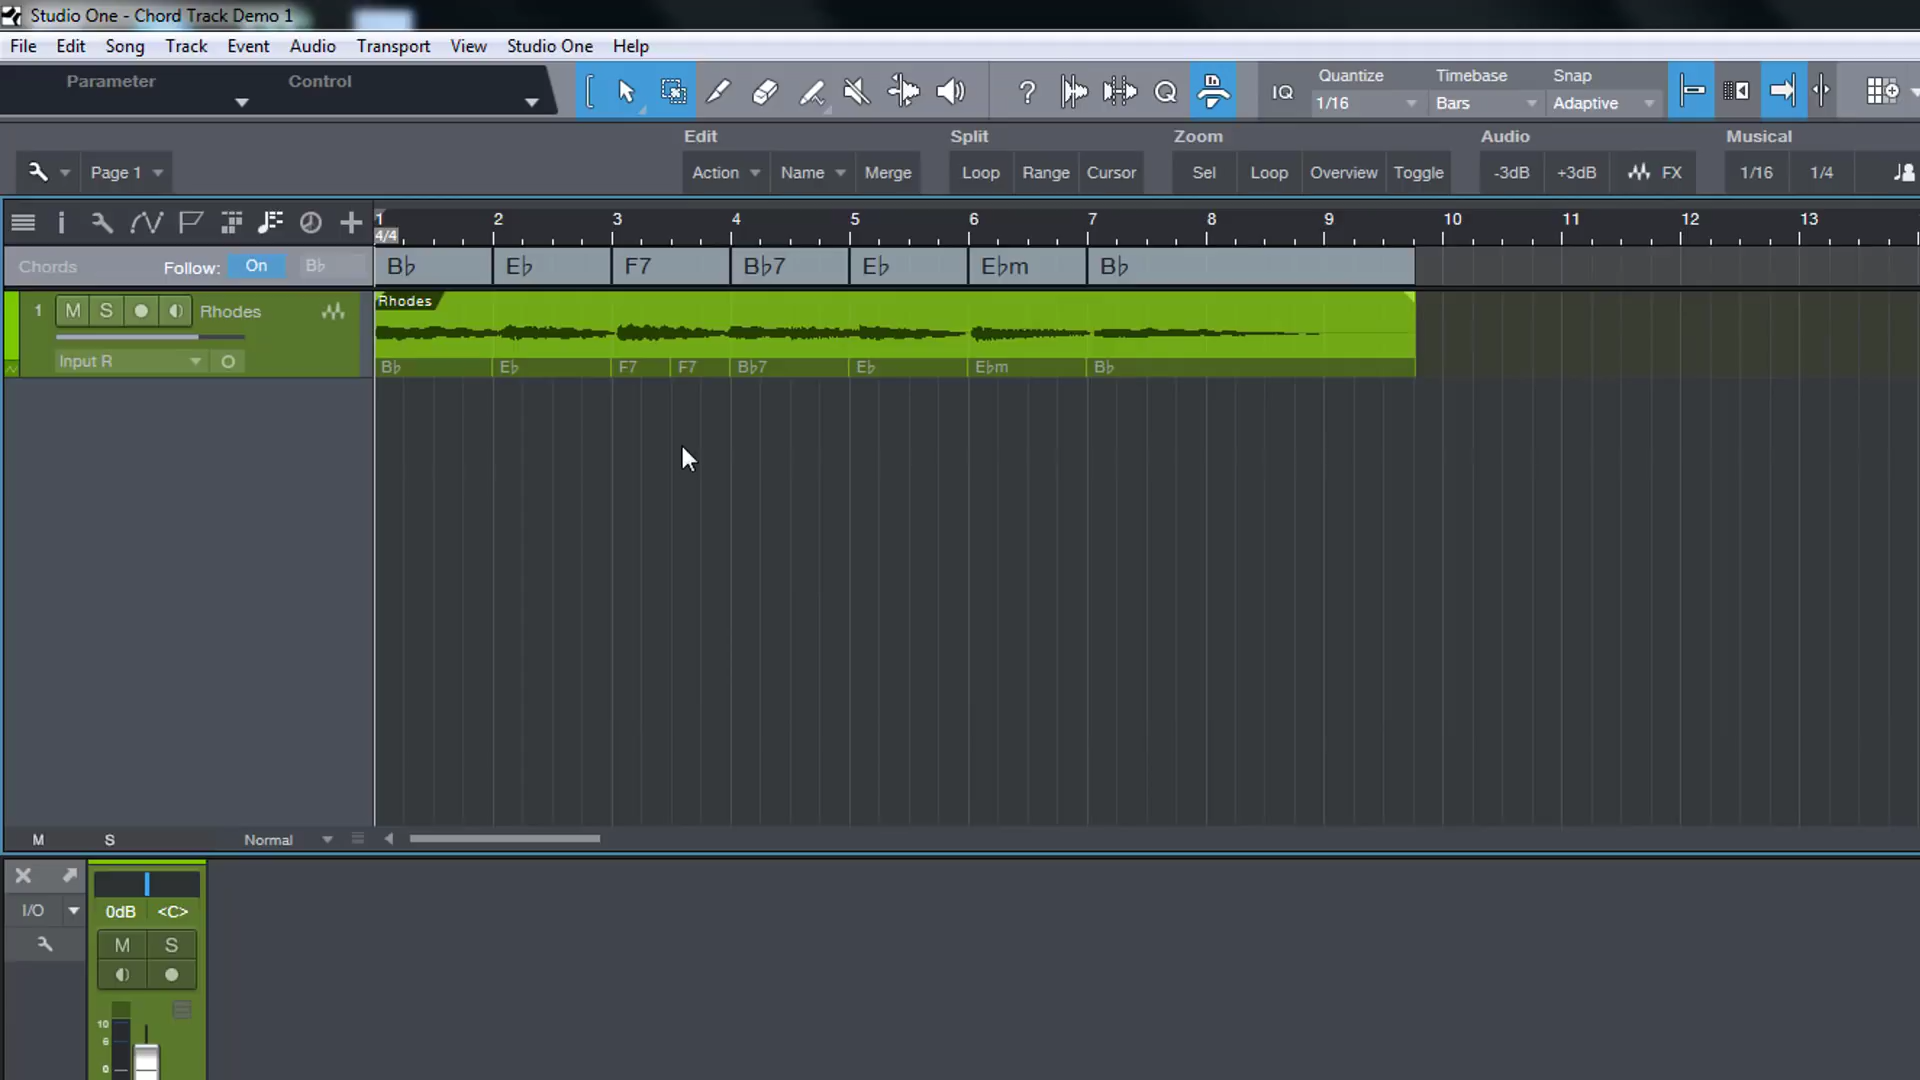 Studio One - Chord Track Demo 1
File Edit Song Track Event Audio Transport View Studio One Help
Parameter Control
? Q IQ
Quantize Timebase Snap
1/16 Bars Adaptive
Edit Split Zoom Audio Musical
Page 1 Action Name Merge Loop Range Cursor Sel Loop Overview Toggle -3dB +3dB FX 1/16 1/4
1 2 3 4 5 6 7 8 9 10 11 12 13
4/4
Chords Follow: On B♭ B♭ E♭ F7 B♭7 E♭ E♭m B♭
1 M S Rhodes Rhodes
Input R B♭ E♭ F7 F7 B♭7 E♭ E♭m B♭
M S Normal
I/O 0dB <C>
M S
10
6
0